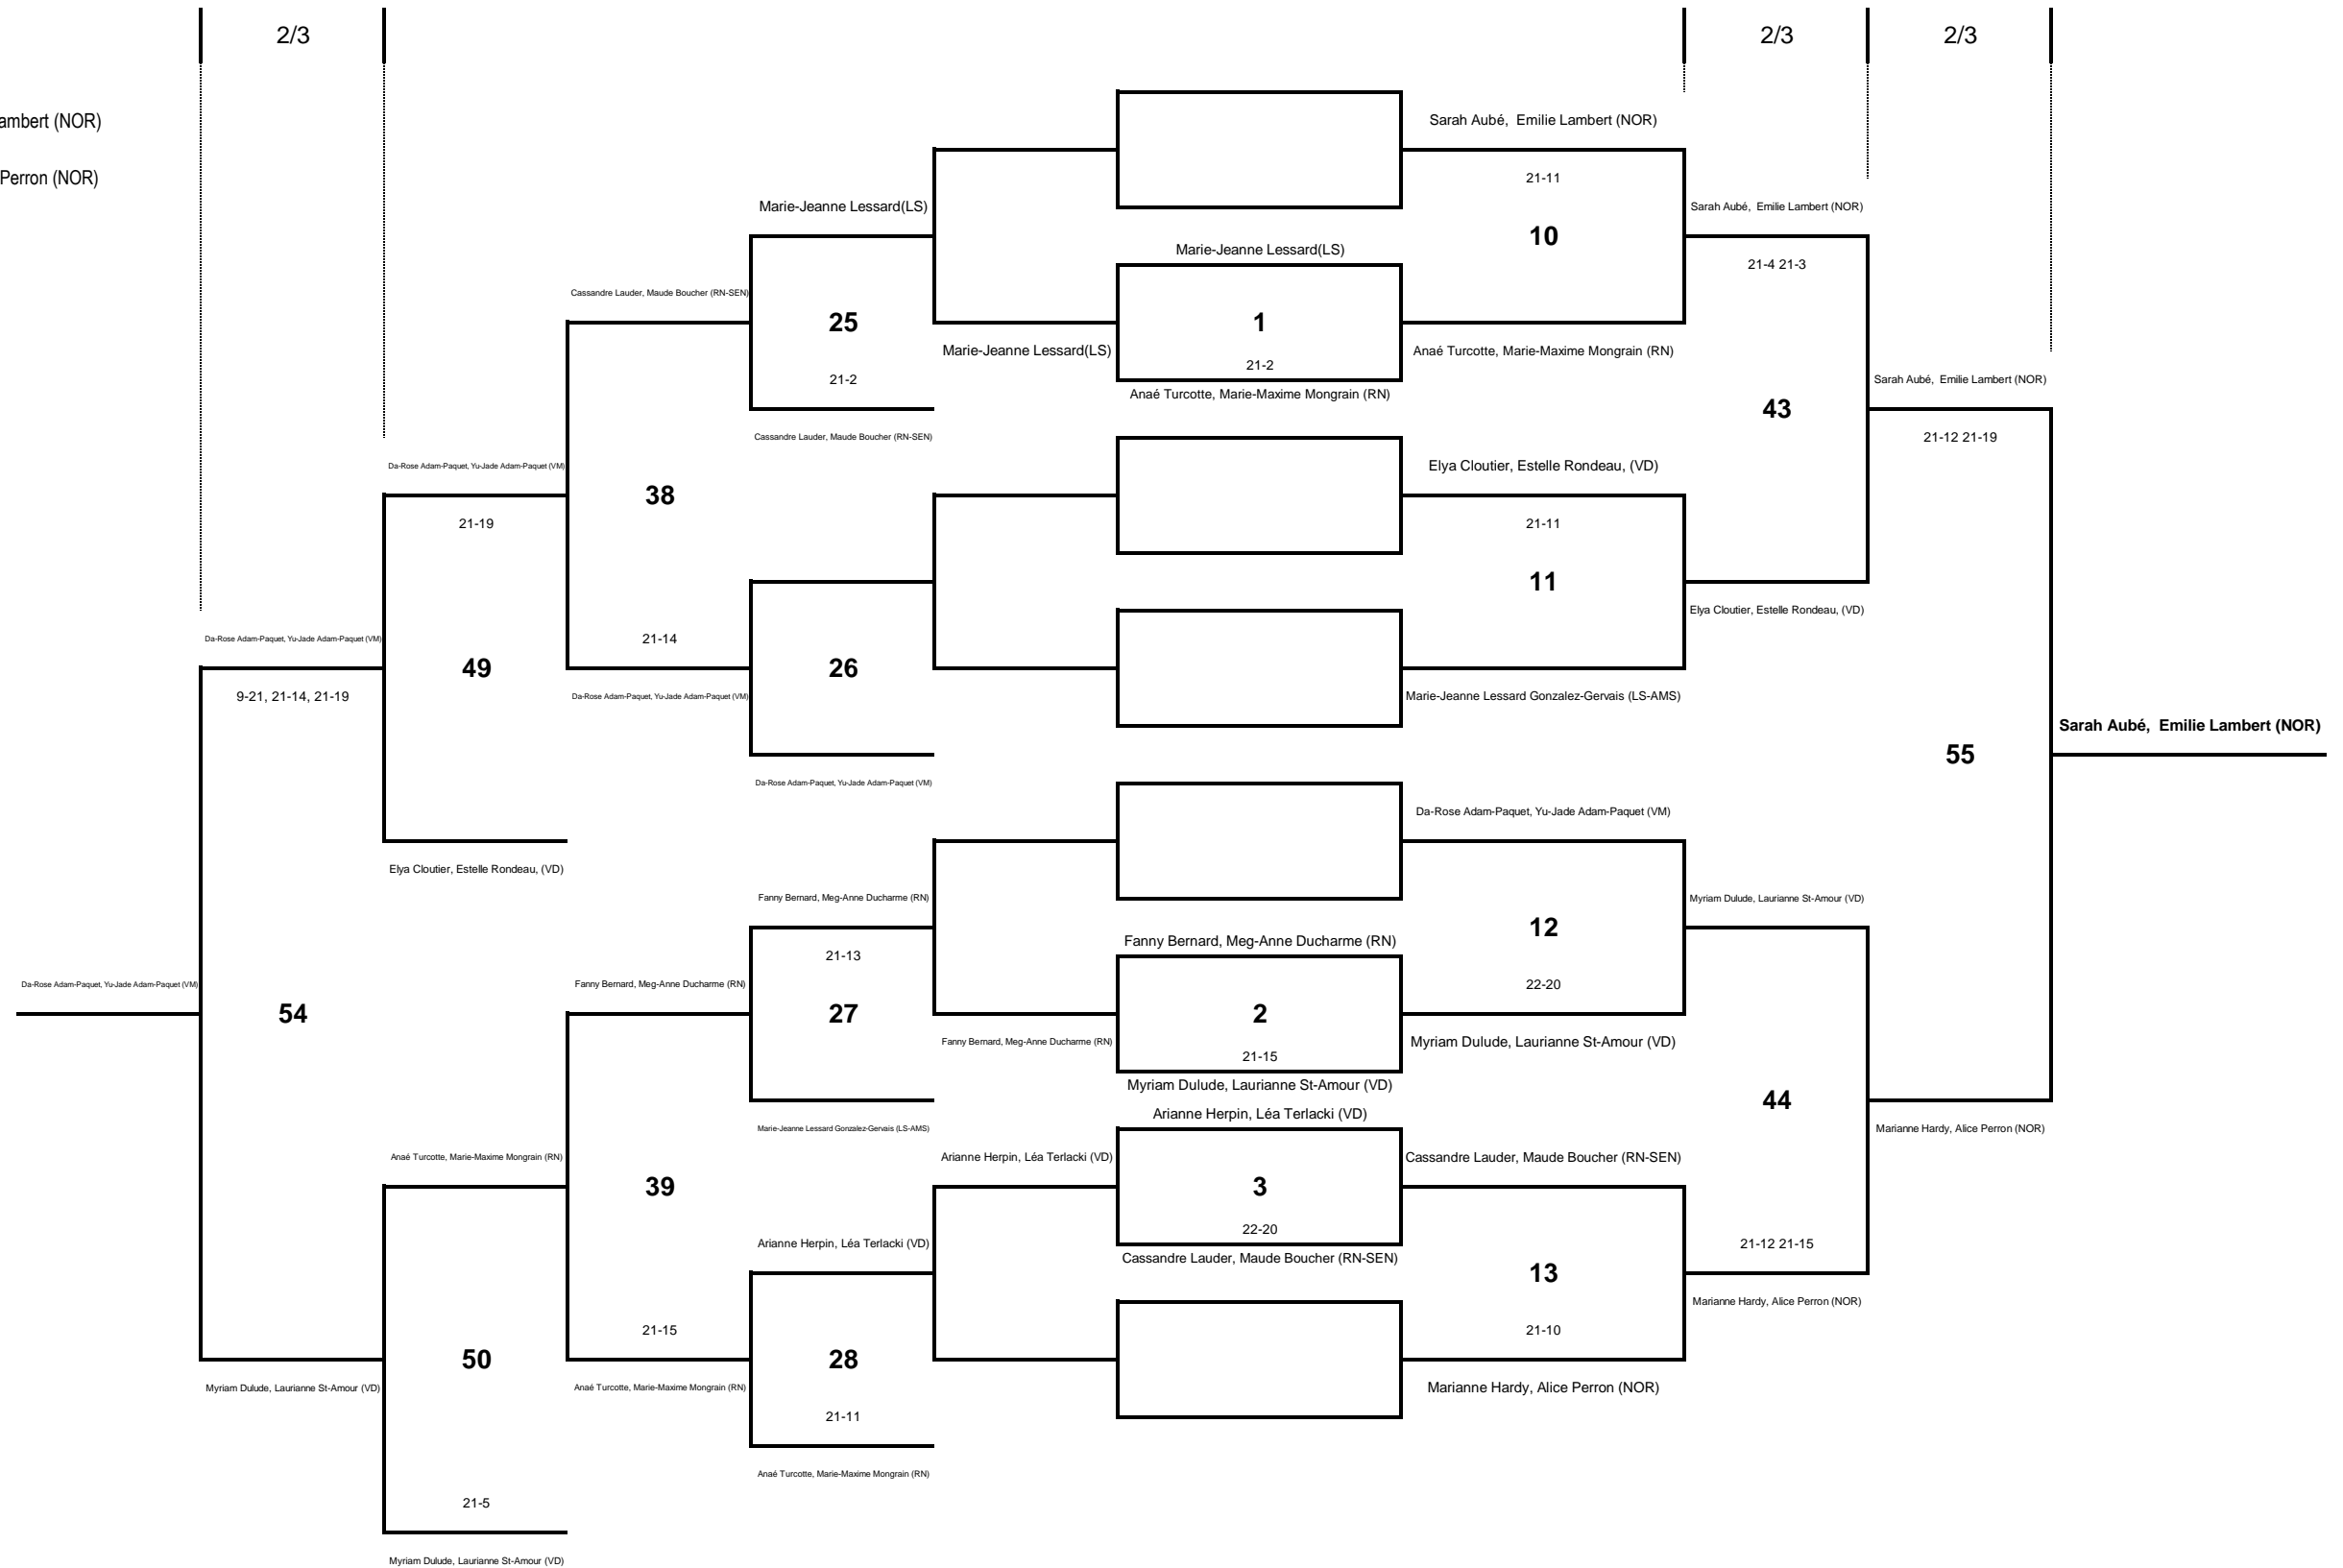 2/3
2/3
2/3
ambert (NOR)
Sarah Aubé,  Emilie Lambert (NOR)
Perron (NOR)
21-11
Marie-Jeanne Lessard(LS)
Sarah Aubé,  Emilie Lambert (NOR)
10
Marie-Jeanne Lessard(LS)
21-4 21-3
Cassandre Lauder, Maude Boucher (RN-SEN)
25
1
Marie-Jeanne Lessard(LS)
Anaé Turcotte, Marie-Maxime Mongrain (RN)
21-2
21-2
Sarah Aubé,  Emilie Lambert (NOR)
Anaé Turcotte, Marie-Maxime Mongrain (RN)
43
Cassandre Lauder, Maude Boucher (RN-SEN)
21-12 21-19
Da-Rose Adam-Paquet, Yu-Jade Adam-Paquet (VM)
Elya Cloutier, Estelle Rondeau, (VD)
38
21-19
21-11
11
Elya Cloutier, Estelle Rondeau, (VD)
Da-Rose Adam-Paquet, Yu-Jade Adam-Paquet (VM)
21-14
49
26
9-21, 21-14, 21-19
Da-Rose Adam-Paquet, Yu-Jade Adam-Paquet (VM)
Marie-Jeanne Lessard Gonzalez-Gervais (LS-AMS)
Sarah Aubé,  Emilie Lambert (NOR)
55
Da-Rose Adam-Paquet, Yu-Jade Adam-Paquet (VM)
Da-Rose Adam-Paquet, Yu-Jade Adam-Paquet (VM)
Elya Cloutier, Estelle Rondeau, (VD)
Fanny Bernard, Meg-Anne Ducharme (RN)
Myriam Dulude, Laurianne St-Amour (VD)
12
Fanny Bernard, Meg-Anne Ducharme (RN)
21-13
Da-Rose Adam-Paquet, Yu-Jade Adam-Paquet (VM)
Fanny Bernard, Meg-Anne Ducharme (RN)
22-20
54
27
2
Fanny Bernard, Meg-Anne Ducharme (RN)
Myriam Dulude, Laurianne St-Amour (VD)
21-15
Myriam Dulude, Laurianne St-Amour (VD)
44
Arianne Herpin, Léa Terlacki (VD)
Marie-Jeanne Lessard Gonzalez-Gervais (LS-AMS)
Marianne Hardy, Alice Perron (NOR)
Anaé Turcotte, Marie-Maxime Mongrain (RN)
Arianne Herpin, Léa Terlacki (VD)
Cassandre Lauder, Maude Boucher (RN-SEN)
39
3
22-20
Arianne Herpin, Léa Terlacki (VD)
21-12 21-15
Cassandre Lauder, Maude Boucher (RN-SEN)
13
Marianne Hardy, Alice Perron (NOR)
21-15
21-10
50
28
Myriam Dulude, Laurianne St-Amour (VD)
Anaé Turcotte, Marie-Maxime Mongrain (RN)
Marianne Hardy, Alice Perron (NOR)
21-11
Anaé Turcotte, Marie-Maxime Mongrain (RN)
21-5
Myriam Dulude, Laurianne St-Amour (VD)